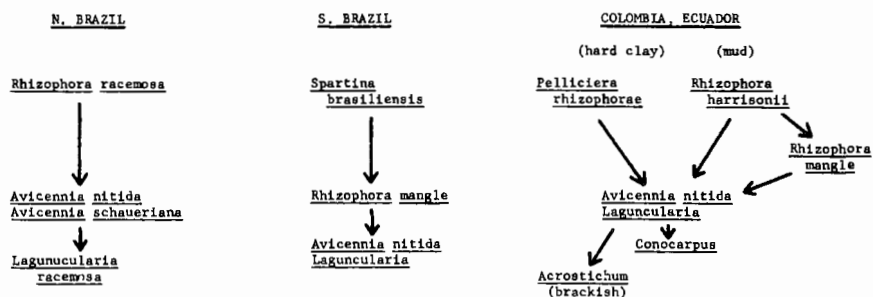 N. BRAZIL
Rhizophora racemosa
Avicennia nitida
Avicennia schaueriana
Lagunucularia
racemosa
S. BRAZIL
Spartina
brasiliensis
Rhizophora mangle
Avicennia nitida
Laguncularia
COLOMBIA, ECUADOR
(hard clay)
(mud)
Pelliciera
rhizophorae
Rhizophora
harrisonii
Rhizophora
mangle
Avicennia nitida
Laguncularia
Conocarpus
Acrostichum
(brackish)